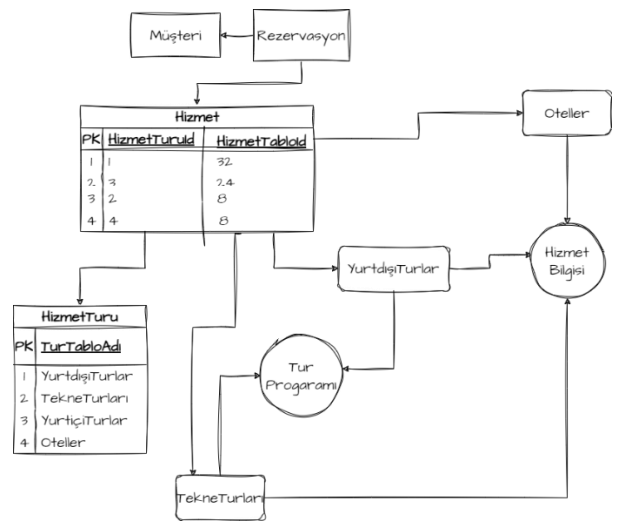 Müşteri
Rezervasyon
Hizmet
PK HizmetTuruId HizmetTabloId
1 1 32
2 3 24
3 2 8
4 4 8
Oteller
YurtdışıTurlar
Hizmet
Bilgisi
HizmetTuru
PK TurTabloAdı
1 YurtdışıTurlar
2 TekneTurları
3 YurtiçiTurlar
4 Oteller
Tur
Progaramı
TekneTurları